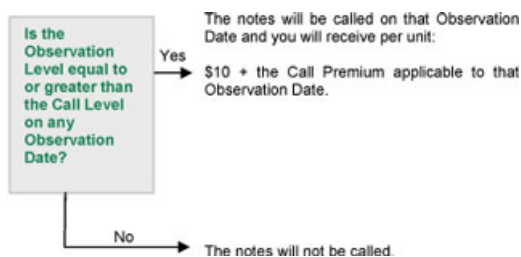 Is the
Observation
Level equal to
or greater than
the Call Level
on any
Observation
Date?
Yes
The notes will be called on that Observation
Date and you will receive per unit:
$10 + the Call Premium applicable to that
Observation Date.
No
The notes will not be called.